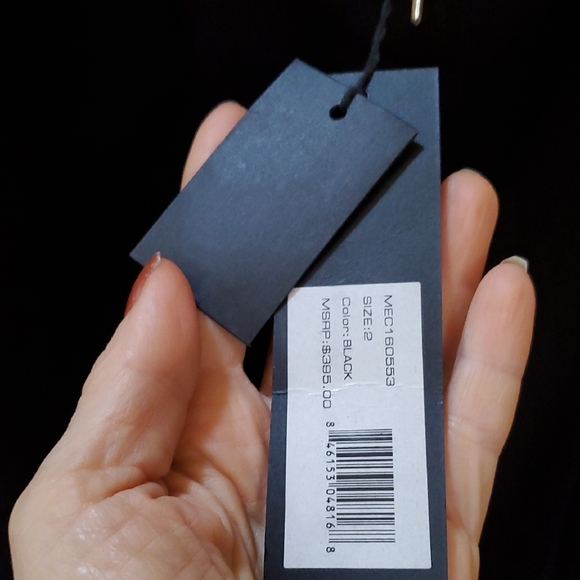 MEC160553
SIZE:2
Color:BLACK
MSRP:$395.00
8 46153 04816 8